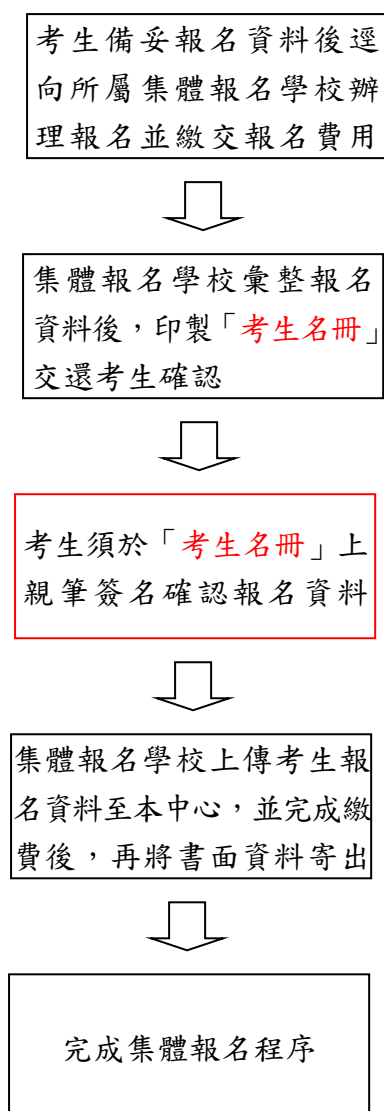 考生備妥報名資料後逕
向所屬集體報名學校辦
理報名並繳交報名費用
集體報名學校彙整報名
資料後，印製「考生名冊」
交還考生確認
考生須於「考生名冊」上
親筆簽名確認報名資料
集體報名學校上傳考生報
名資料至本中心，並完成繳
費後，再將書面資料寄出
完成集體報名程序